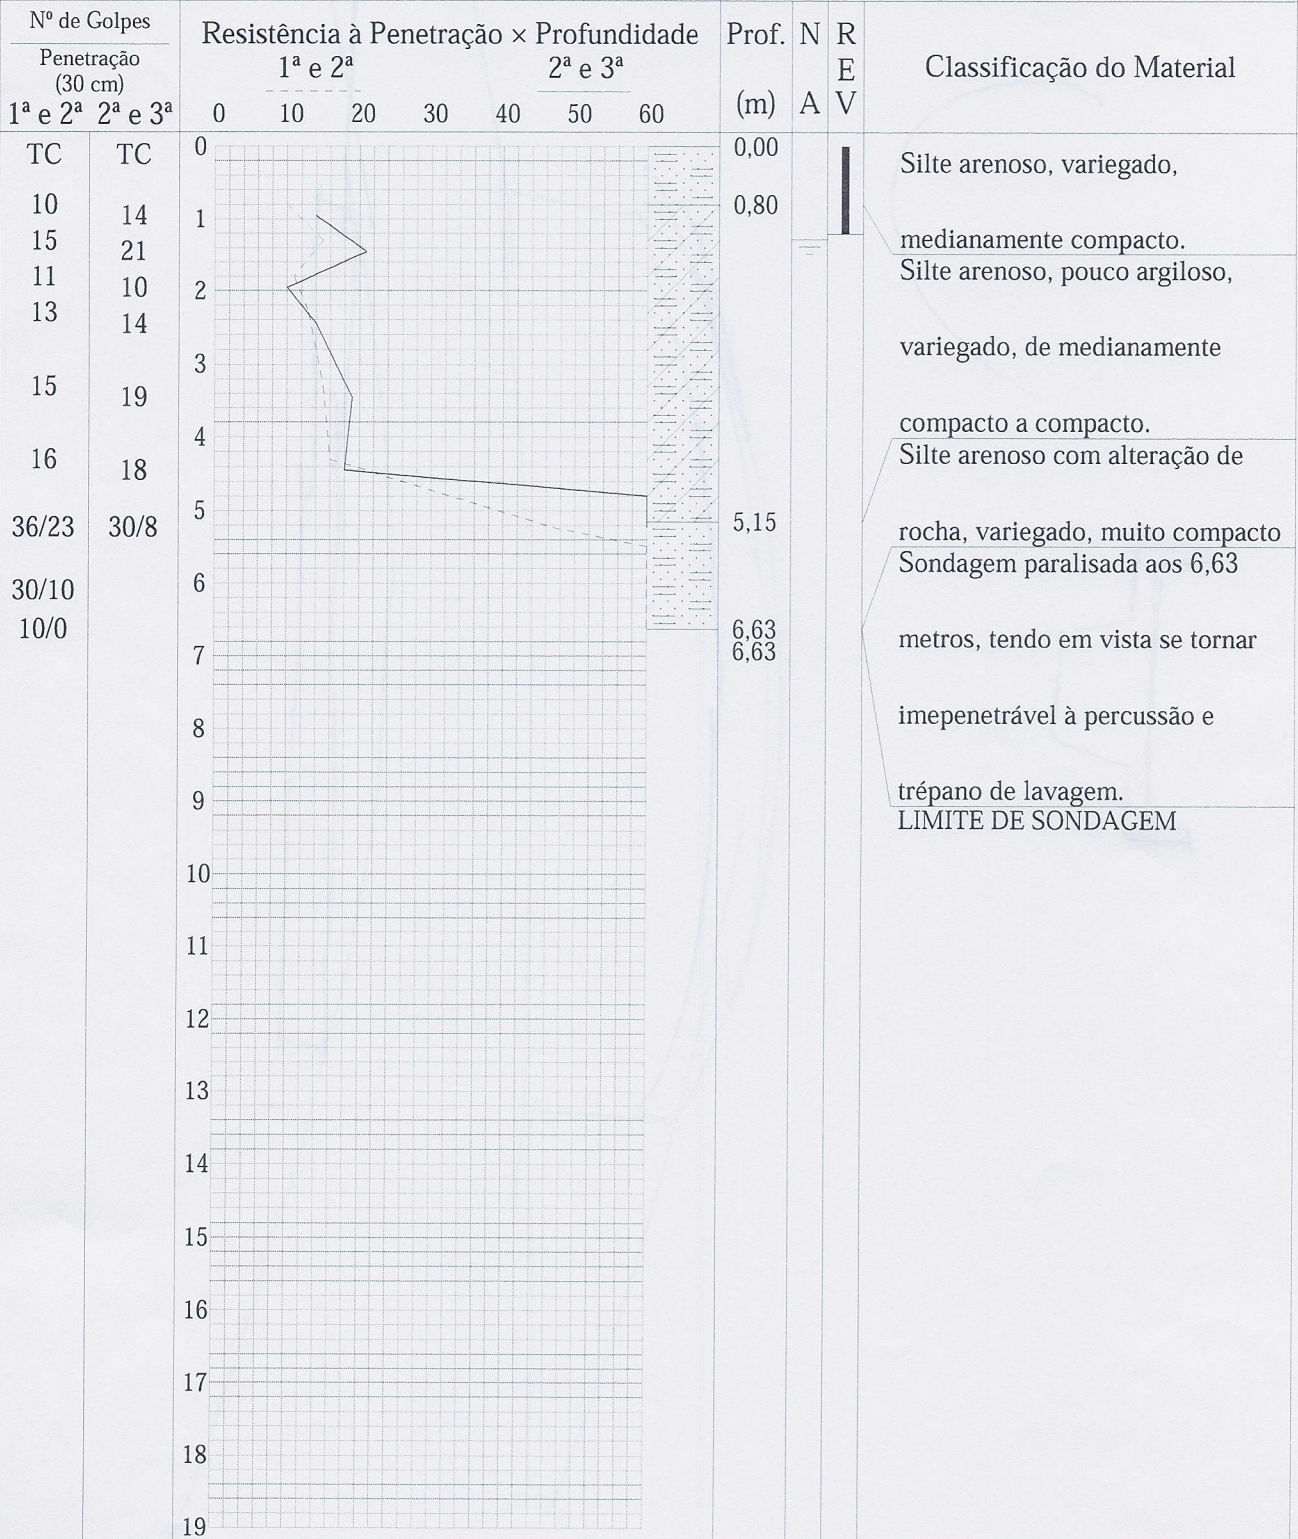 Nº de Golpes
Penetração
(30 cm)
1ª e 2ª 2ª e 3ª
Resistência à Penetração × Profundidade
1ª e 2ª 2ª e 3ª
0 10 20 30 40 50 60
Prof.
(m)
N
A
R
E
V
Classificação do Material
TC TC
10 14
15 21
11 10
13 14
15 19
16 18
36/23 30/8
30/10
10/0
0
1
2
3
4
5
6
7
8
9
10
11
12
13
14
15
16
17
18
19
0,00
0,80
5,15
6,63
6,63
Silte arenoso, variegado,
medianamente compacto.
Silte arenoso, pouco argiloso,
variegado, de medianamente
compacto a compacto.
Silte arenoso com alteração de
rocha, variegado, muito compacto
Sondagem paralisada aos 6,63
metros, tendo em vista se tornar
imepenetrável à percussão e
trépano de lavagem.
LIMITE DE SONDAGEM